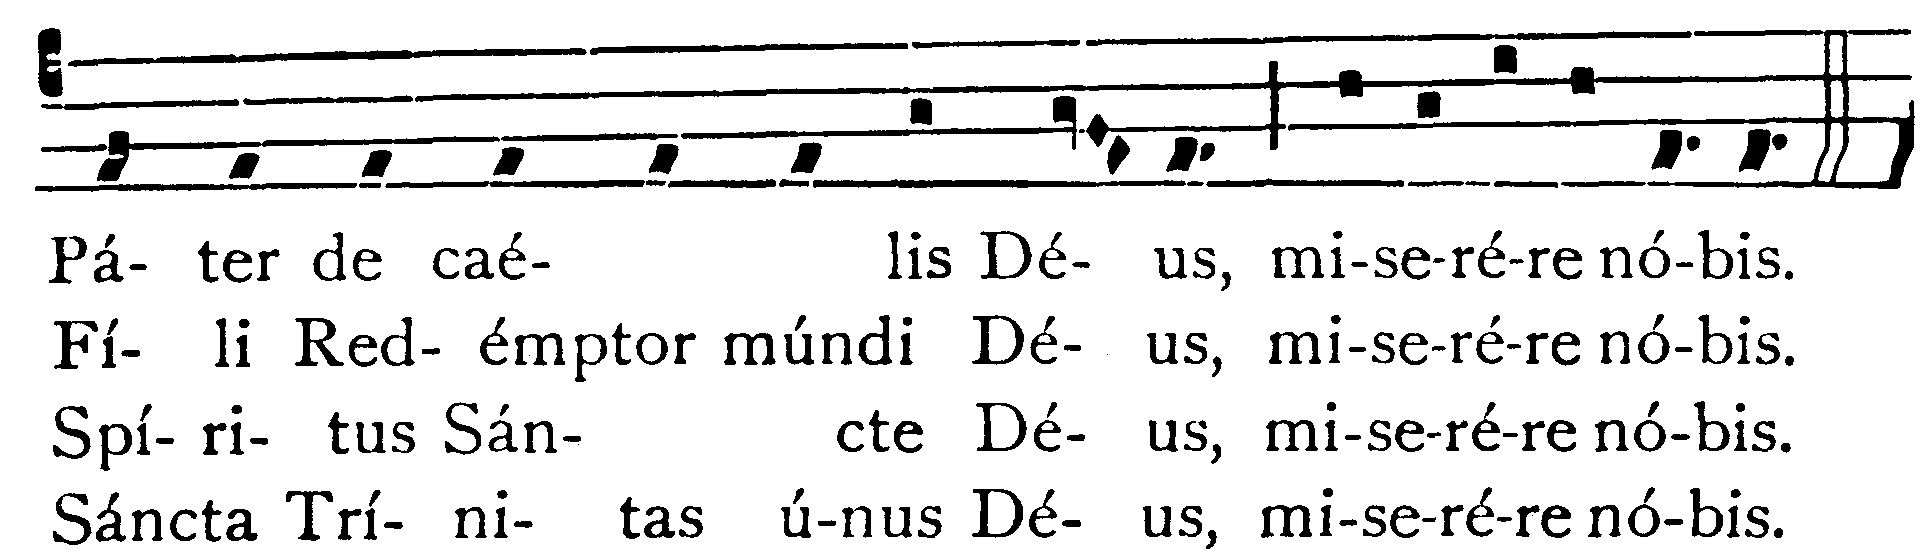 Pá- ter de caé- lis Dé- us, mi-se-ré-re nó-bis.
Fí- li Red- émptor múndi Dé- us, mi-se-ré-re nó-bis.
Spí- ri- tus Sán- cte Dé- us, mi-se-ré-re nó-bis.
Sáncta Trí- ni- tas ú-nus Dé- us, mi-se-ré-re nó-bis.